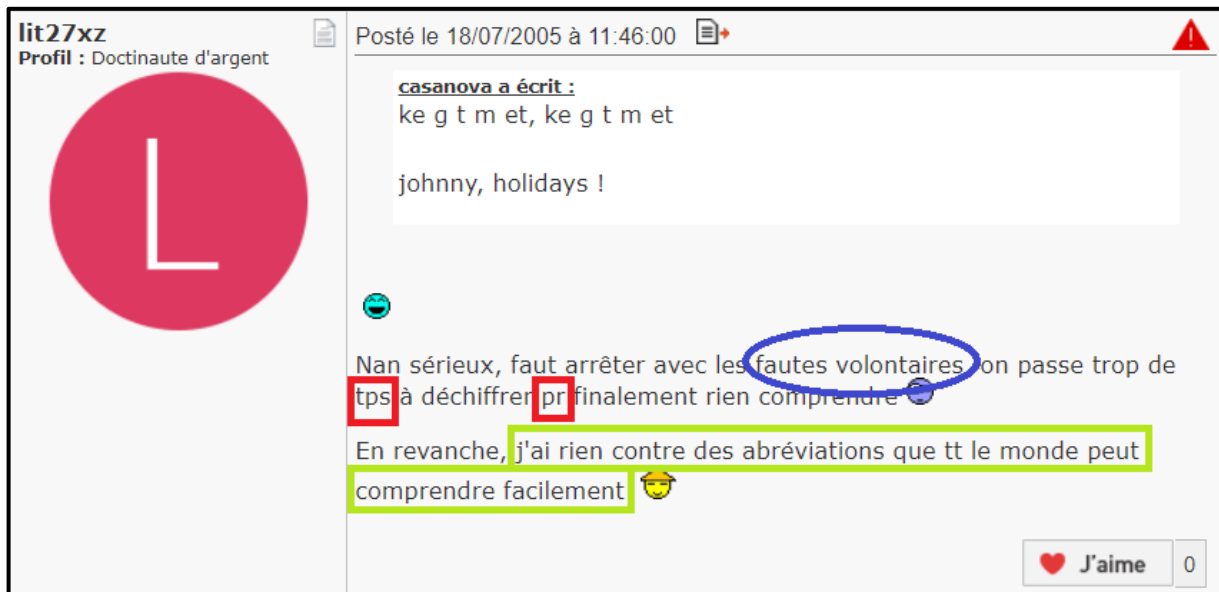 lit27xz
Profil : Doctinaute d'argent
L
Posté le 18/07/2005 à 11:46:00
casanova a écrit :
ke g t m et, ke g t m et
johnny, holidays !
Nan sérieux, faut arrêter avec les fautes volontaires, on passe trop de
tps à déchiffrer pr finalement rien comprendre
En revanche, j'ai rien contre des abréviations que tt le monde peut
comprendre facilement
J'aime 0